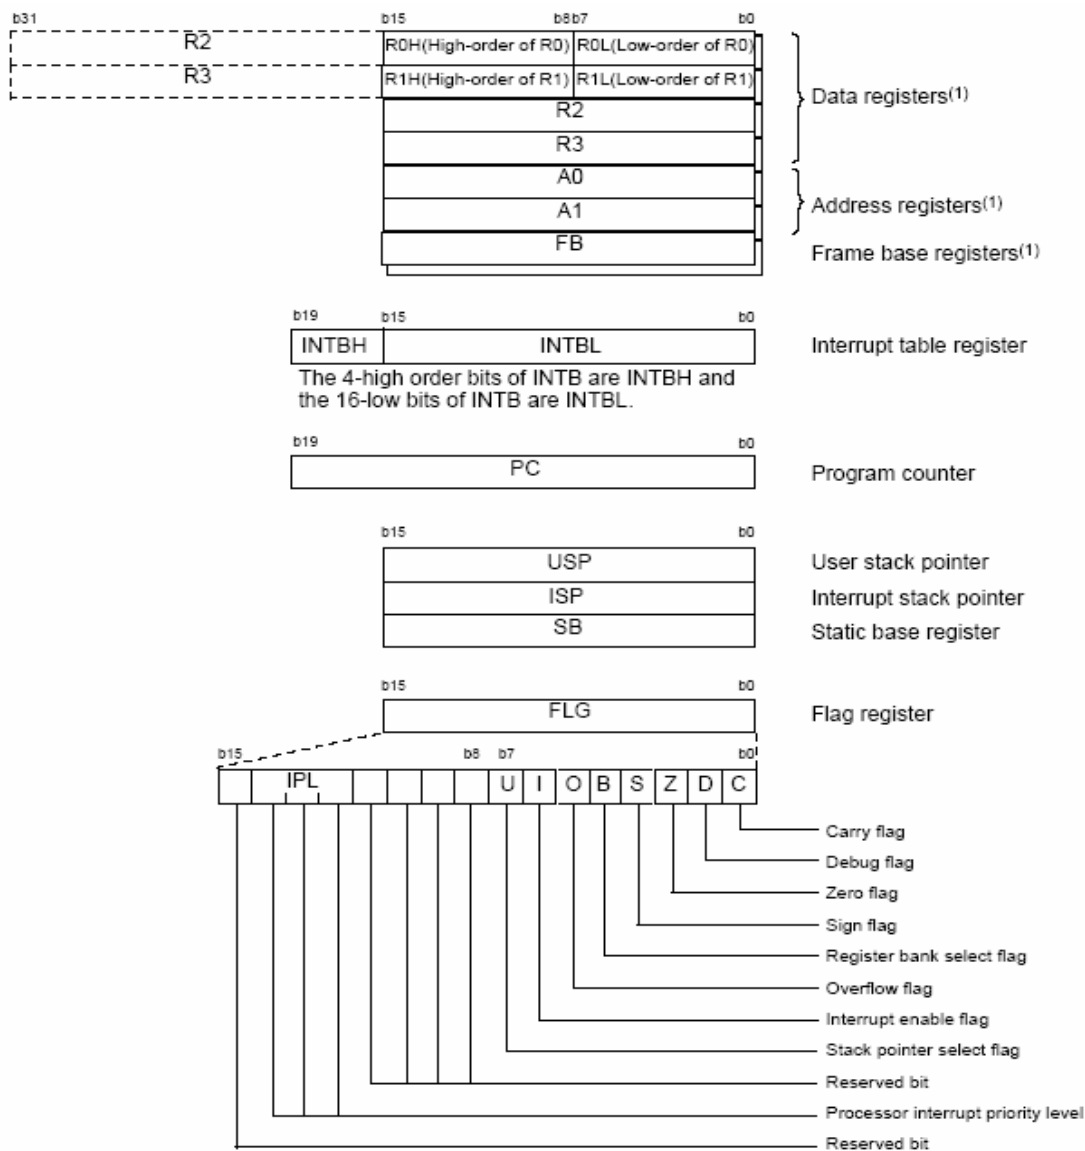 b31 b15 b8 b7 b0
R2 R0H(High-order of R0) R0L(Low-order of R0)
R3 R1H(High-order of R1) R1L(Low-order of R1)
Data registers(1)
R2
R3
A0
Address registers(1)
A1
FB Frame base registers(1)
b19 b15 b0
INTBH INTBL Interrupt table register
The 4-high order bits of INTB are INTBH and
the 16-low bits of INTB are INTBL.
b19 b0
PC Program counter
b15 b0
USP User stack pointer
ISP Interrupt stack pointer
SB Static base register
b15 b0
FLG Flag register
b15 b8 b7 b0
IPL U I O B S Z D C
Carry flag
Debug flag
Zero flag
Sign flag
Register bank select flag
Overflow flag
Interrupt enable flag
Stack pointer select flag
Reserved bit
Processor interrupt priority level
Reserved bit